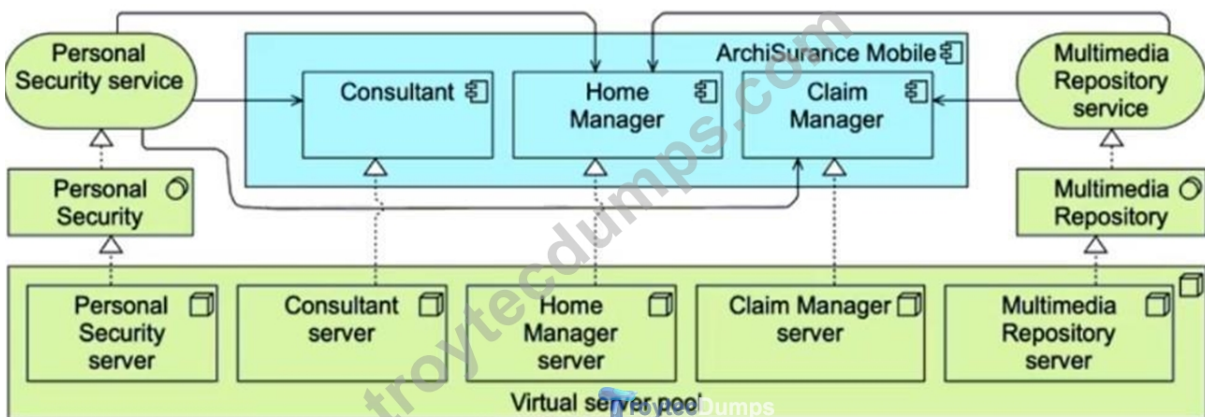 Personal
Security service
ArchiSurance Mobile
Multimedia
Repository
service
Consultant
Home
Manager
Claim
Manager
Personal
Security
Multimedia
Repository
Personal
Security
server
Consultant
server
Home
Manager
server
Claim Manager
server
Multimedia
Repository
server
Virtual server pool
troytecdumps.com
TroytecDumps